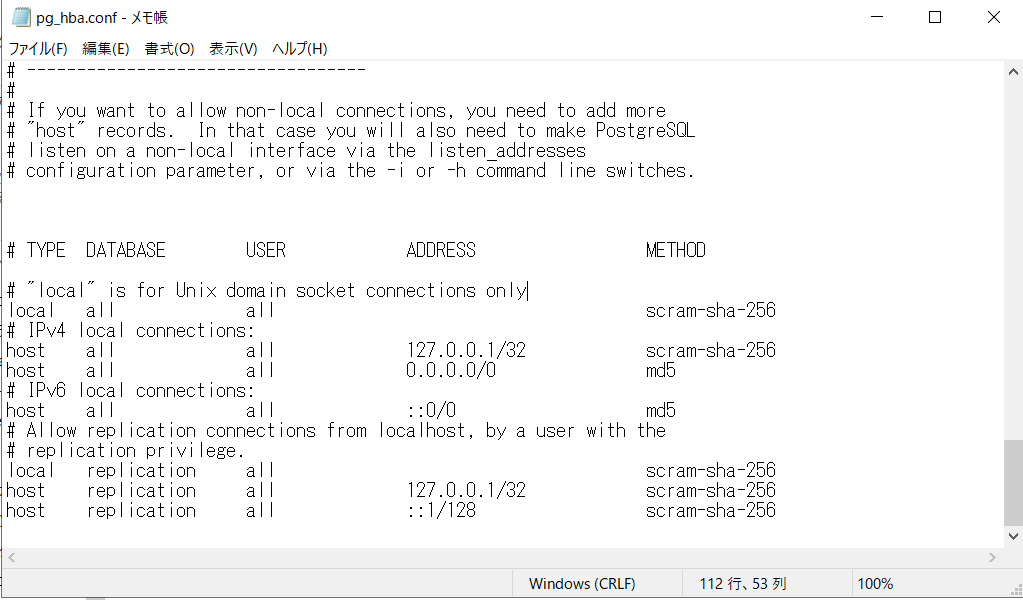 pg_hba.conf - メモ帳
ファイル(F) 編集(E) 書式(O) 表示(V) ヘルプ(H)
# ----------------------------------
#
# If you want to allow non-local connections, you need to add more
# "host" records.  In that case you will also need to make PostgreSQL
# listen on a non-local interface via the listen_addresses
# configuration parameter, or via the -i or -h command line switches.
# TYPE  DATABASE        USER            ADDRESS                 METHOD
# "local" is for Unix domain socket connections only
local   all             all                                     scram-sha-256
# IPv4 local connections:
host    all             all             127.0.0.1/32            scram-sha-256
host    all             all             0.0.0.0/0               md5
# IPv6 local connections:
host    all             all             ::0/0                   md5
# Allow replication connections from localhost, by a user with the
# replication privilege.
local   replication     all                                     scram-sha-256
host    replication     all             127.0.0.1/32            scram-sha-256
host    replication     all             ::1/128                 scram-sha-256
Windows (CRLF) 112 行、53 列 100%